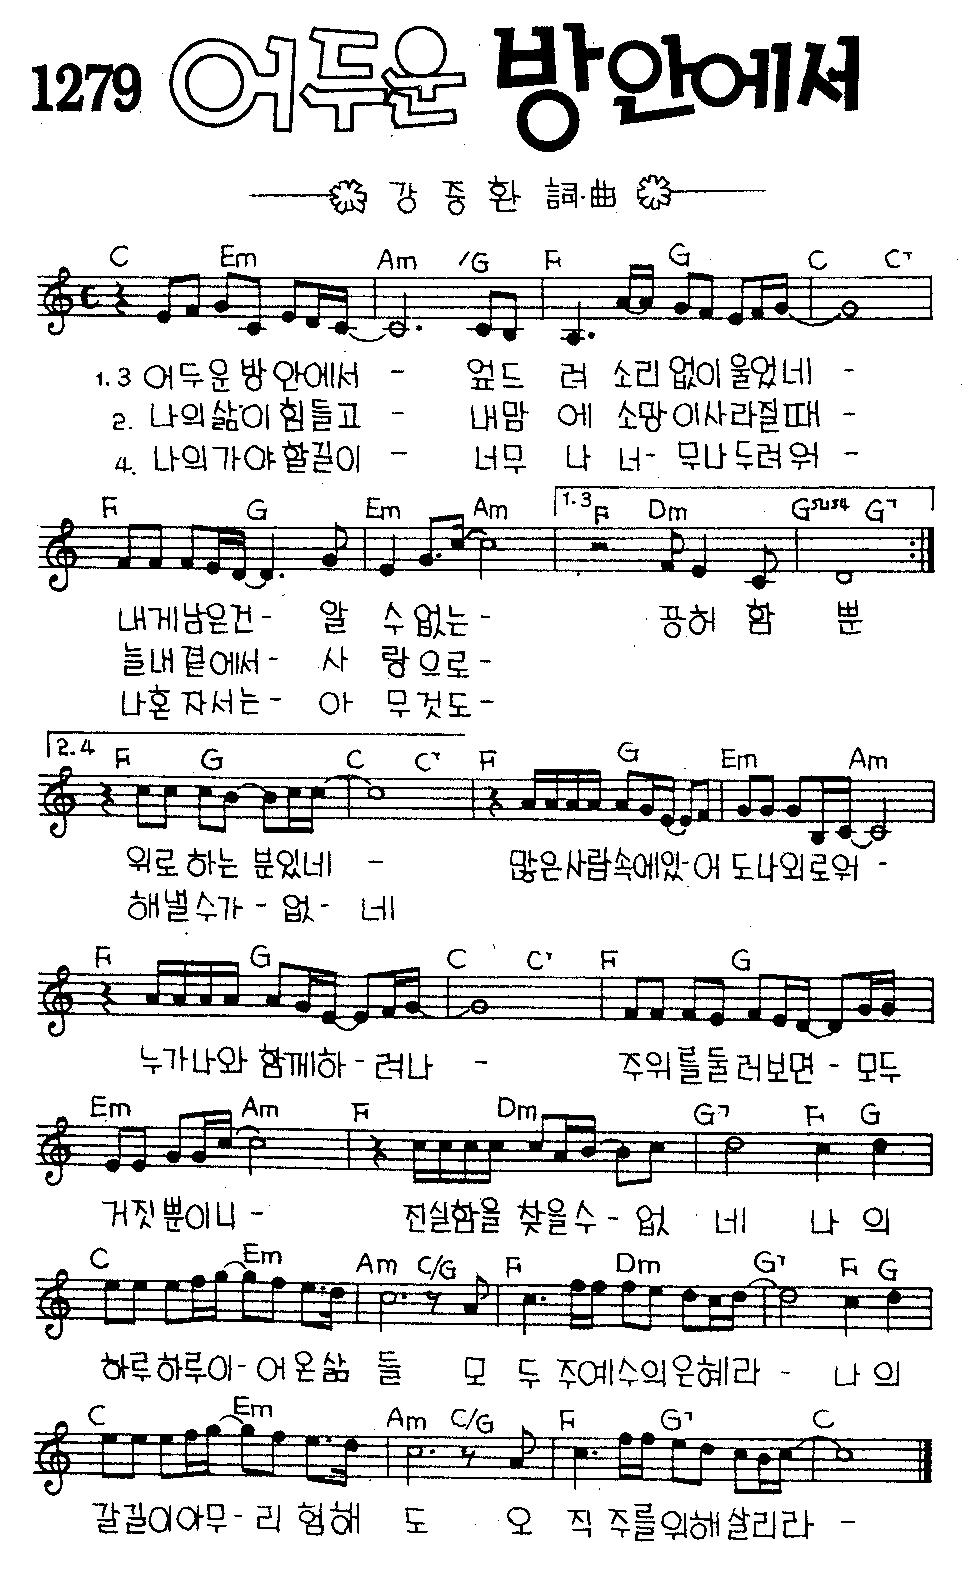 1279 어두운 방안에서
강중환 詞·曲
C Em Am /G F G C C7
1.3 어두운 방 안에서 - 엎드 려 소리 없이 울었네 -
2. 나의 삶이 힘들고 - 내맘 에 소망 이사라질때 -
4. 나의가야 할길이 - 너무 나 너- 무나두려워 -
F G Em Am 1.3 F Dm Gsus4 G7
내게남은건- 알 수없는- 공허 함 뿐
늘내 곁에서- 사 랑으로-
나혼자서는- 아 무것도-
2.4 F G C C7 F G Em Am
위로하는 분있네 - 많은사람속에있-어 도나외로워 -
해낼수가- 없- 네
F G C C7 F G
누가나와 함께하-려나 - 주위를둘러보면- 모두
Em Am F Dm G7 F G
거짓뿐이니- 진실함을 찾을수- 없 네 나 의
C Em Am C/G F Dm G7 F G
하루하루이-어온삶 들 모 두 주예수의은혜라 - 나 의
C Em Am C/G F G7 C
갈길이아무-리 험해 도 오 직 주를위해살리라 -